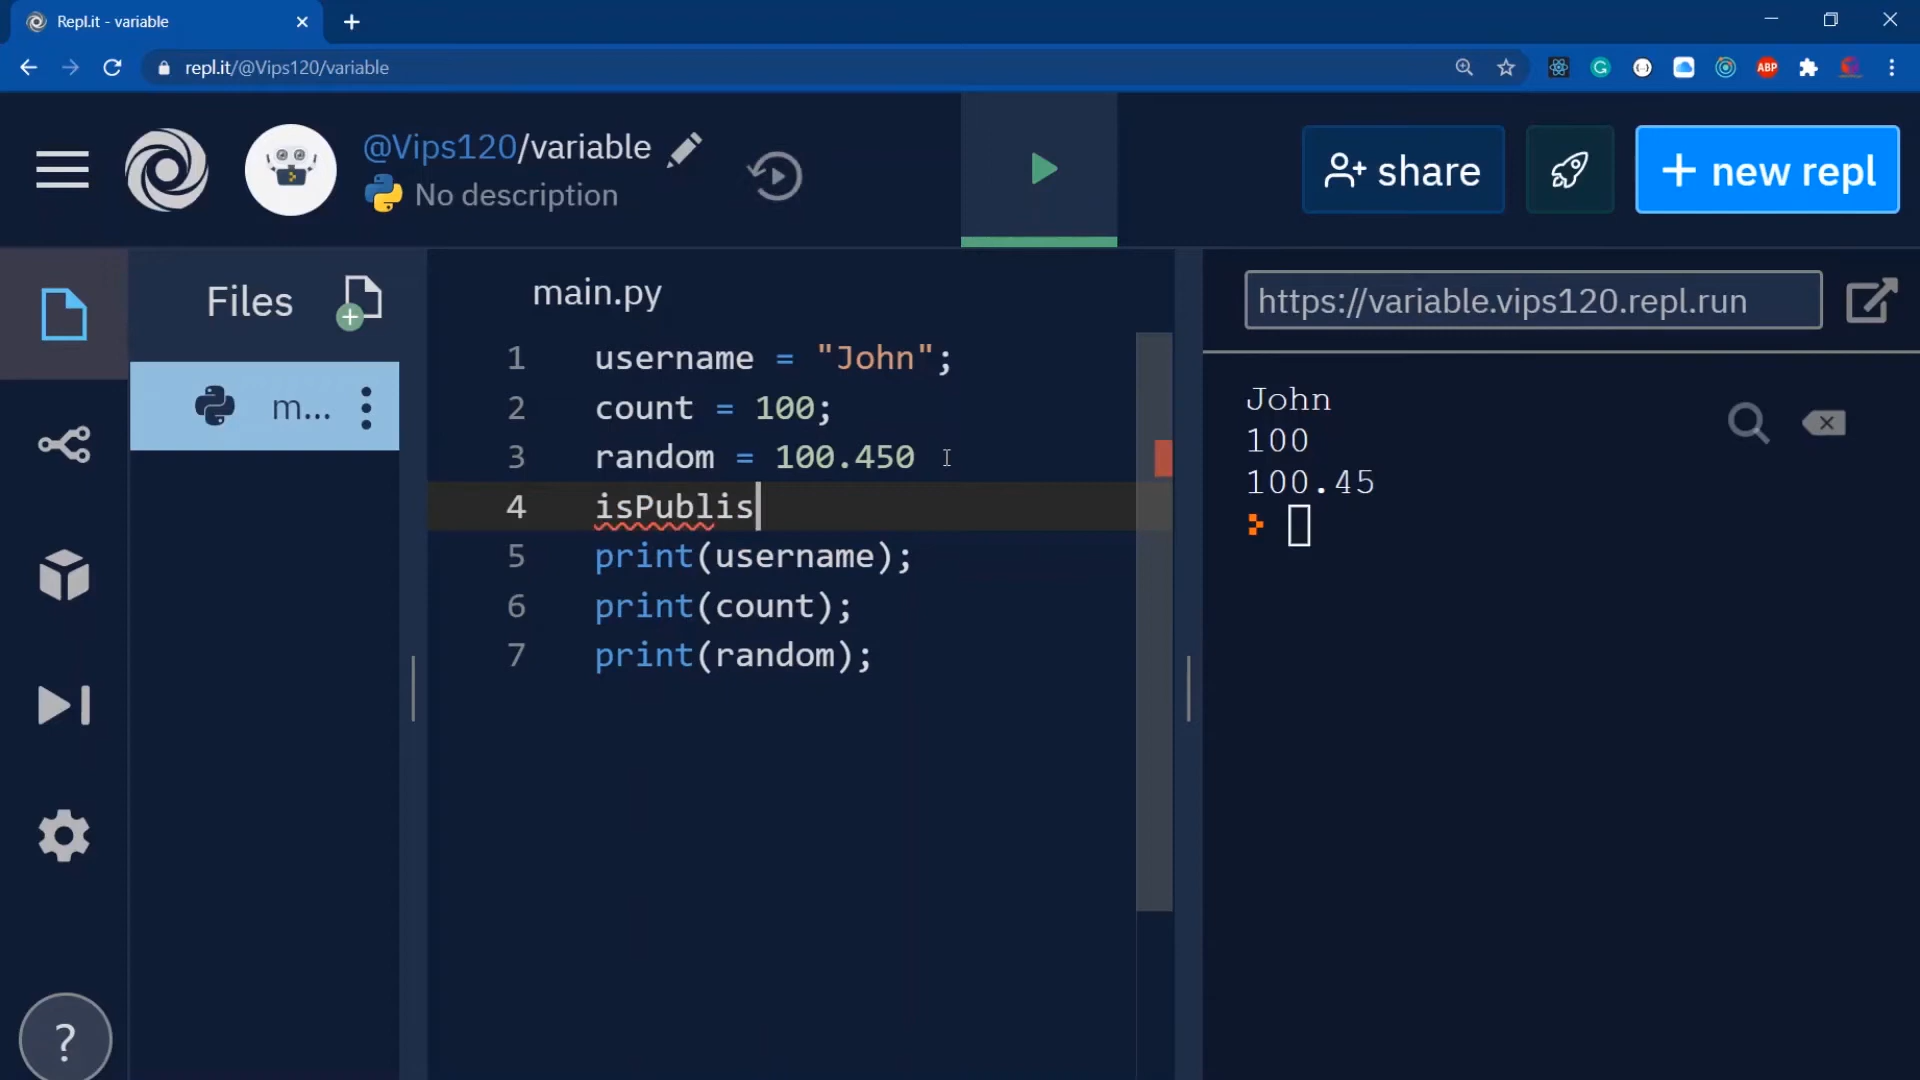 Repl.it - variable
repl.it/@Vips120/variable
ABP
@Vips120/variable
No description
share
+ new repl
Files
main.py
https://variable.vips120.repl.run
m...
1 username = "John";
2 count = 100;
3 random = 100.450
4 isPublis
5 print(username);
6 print(count);
7 print(random);
John
100
100.45
?